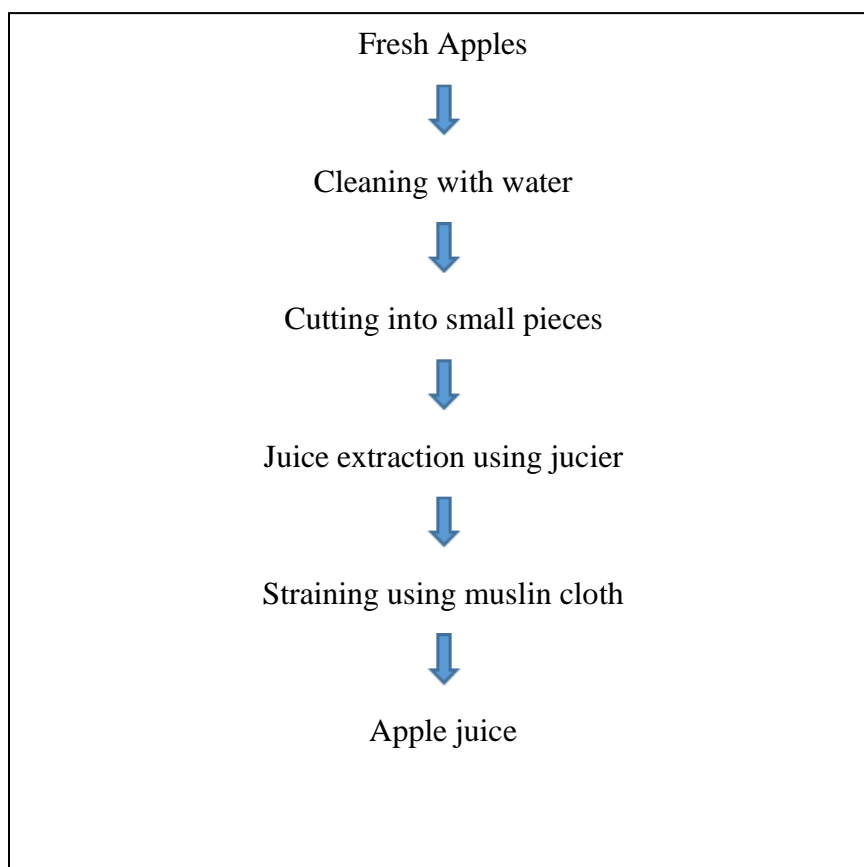 Fresh Apples
Cleaning with water
Cutting into small pieces
Juice extraction using jucier
Straining using muslin cloth
Apple juice